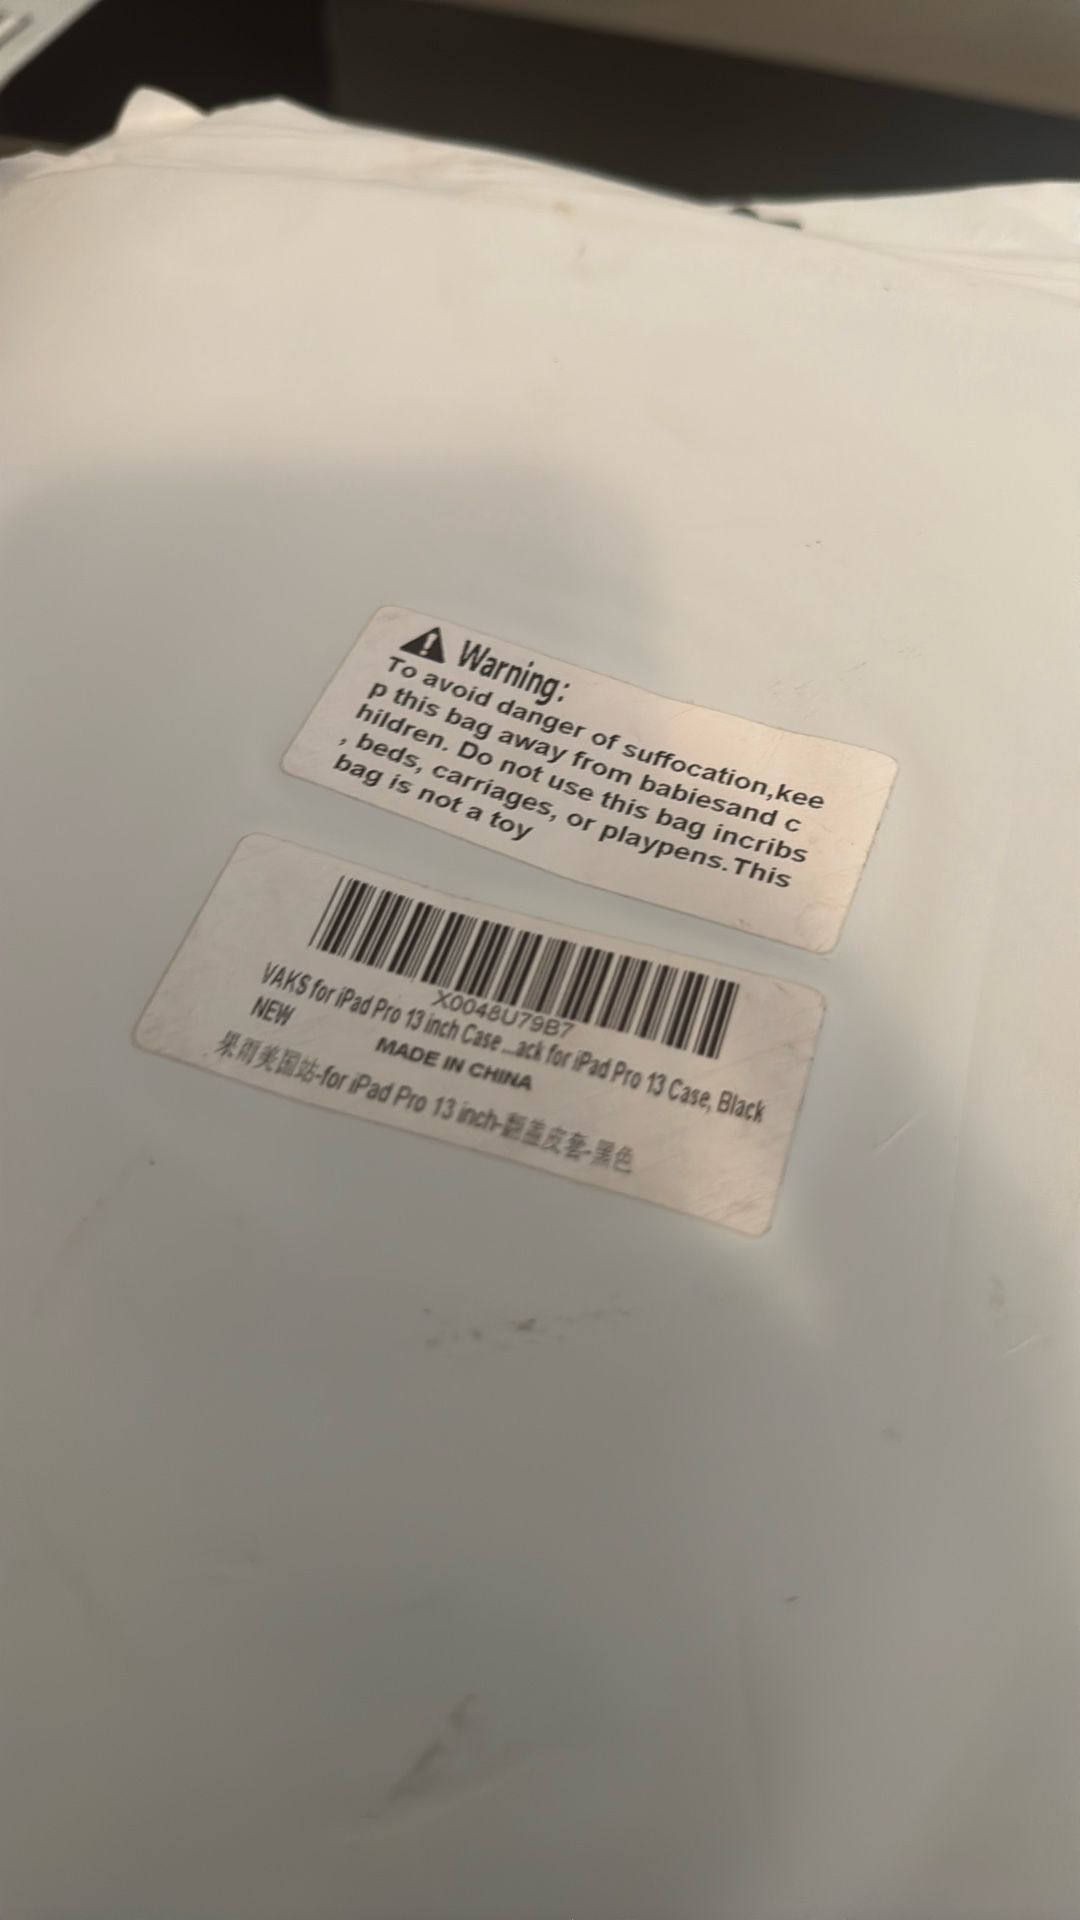 Warning:
To avoid danger of suffocation,kee
p this bag away from babiesand c
hildren. Do not use this bag incribs
, beds, carriages, or playpens.This
bag is not a toy
X0048U79B7
VAKS for iPad Pro 13 inch Case...ack for iPad Pro 13 Case, Black
NEW
MADE IN CHINA
果雨美国站-for iPad Pro 13 inch-翻盖皮套-黑色